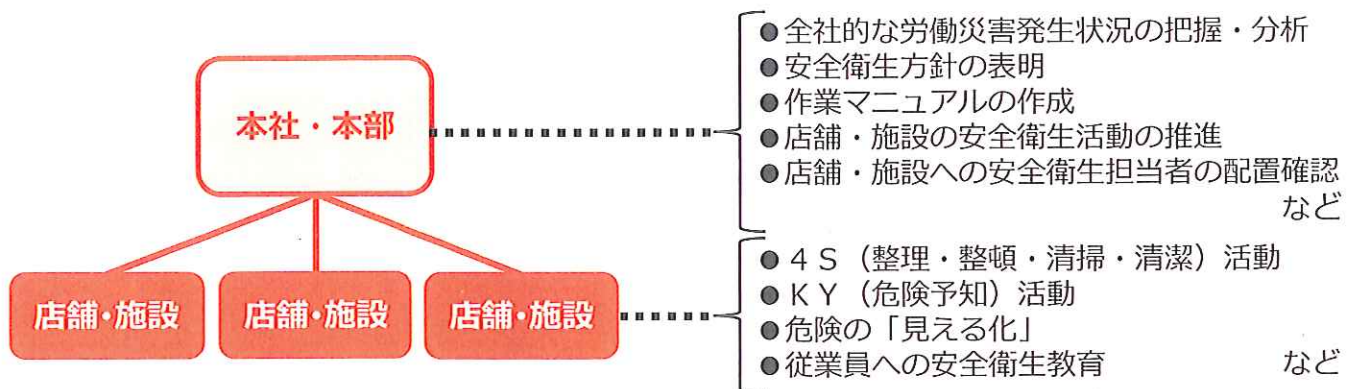 本社・本部
●全社的な労働災害発生状況の把握・分析
●安全衛生方針の表明
●作業マニュアルの作成
●店舗・施設の安全衛生活動の推進
●店舗・施設への安全衛生担当者の配置確認
など
店舗・施設
店舗・施設
店舗・施設
●４Ｓ（整理・整頓・清掃・清潔）活動
●ＫＹ（危険予知）活動
●危険の「見える化」
●従業員への安全衛生教育　など